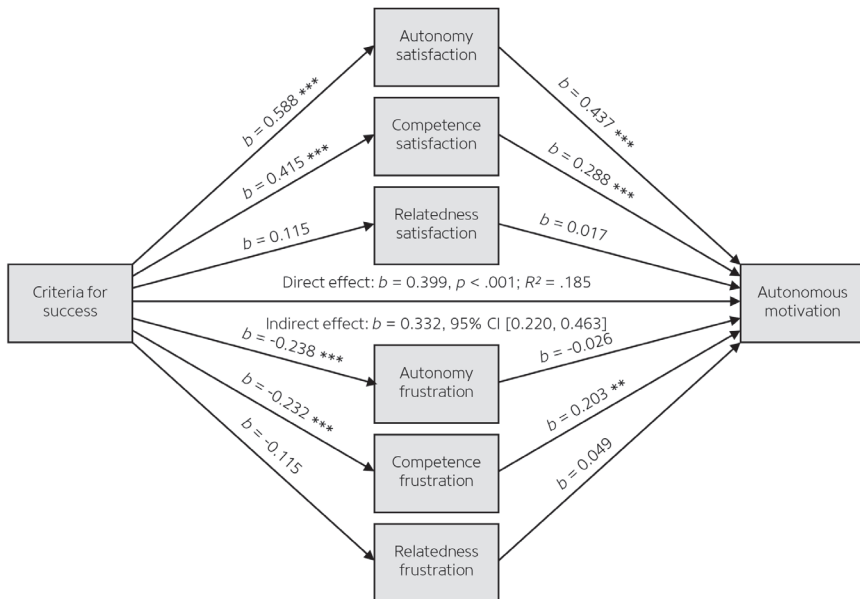 Autonomy
satisfaction
b = 0.588 ***
b = 0.437 ***
Competence
satisfaction
b = 0.415 ***
b = 0.288 ***
Relatedness
satisfaction
b = 0.115
b = 0.017
Criteria for
success
Direct effect: b = 0.399, p < .001; R² = .185
Autonomous
motivation
Indirect effect: b = 0.332, 95% CI [0.220, 0.463]
b = -0.238 ***
b = -0.026
Autonomy
frustration
b = -0.232 ***
b = 0.203 **
Competence
frustration
b = -0.115
b = 0.049
Relatedness
frustration